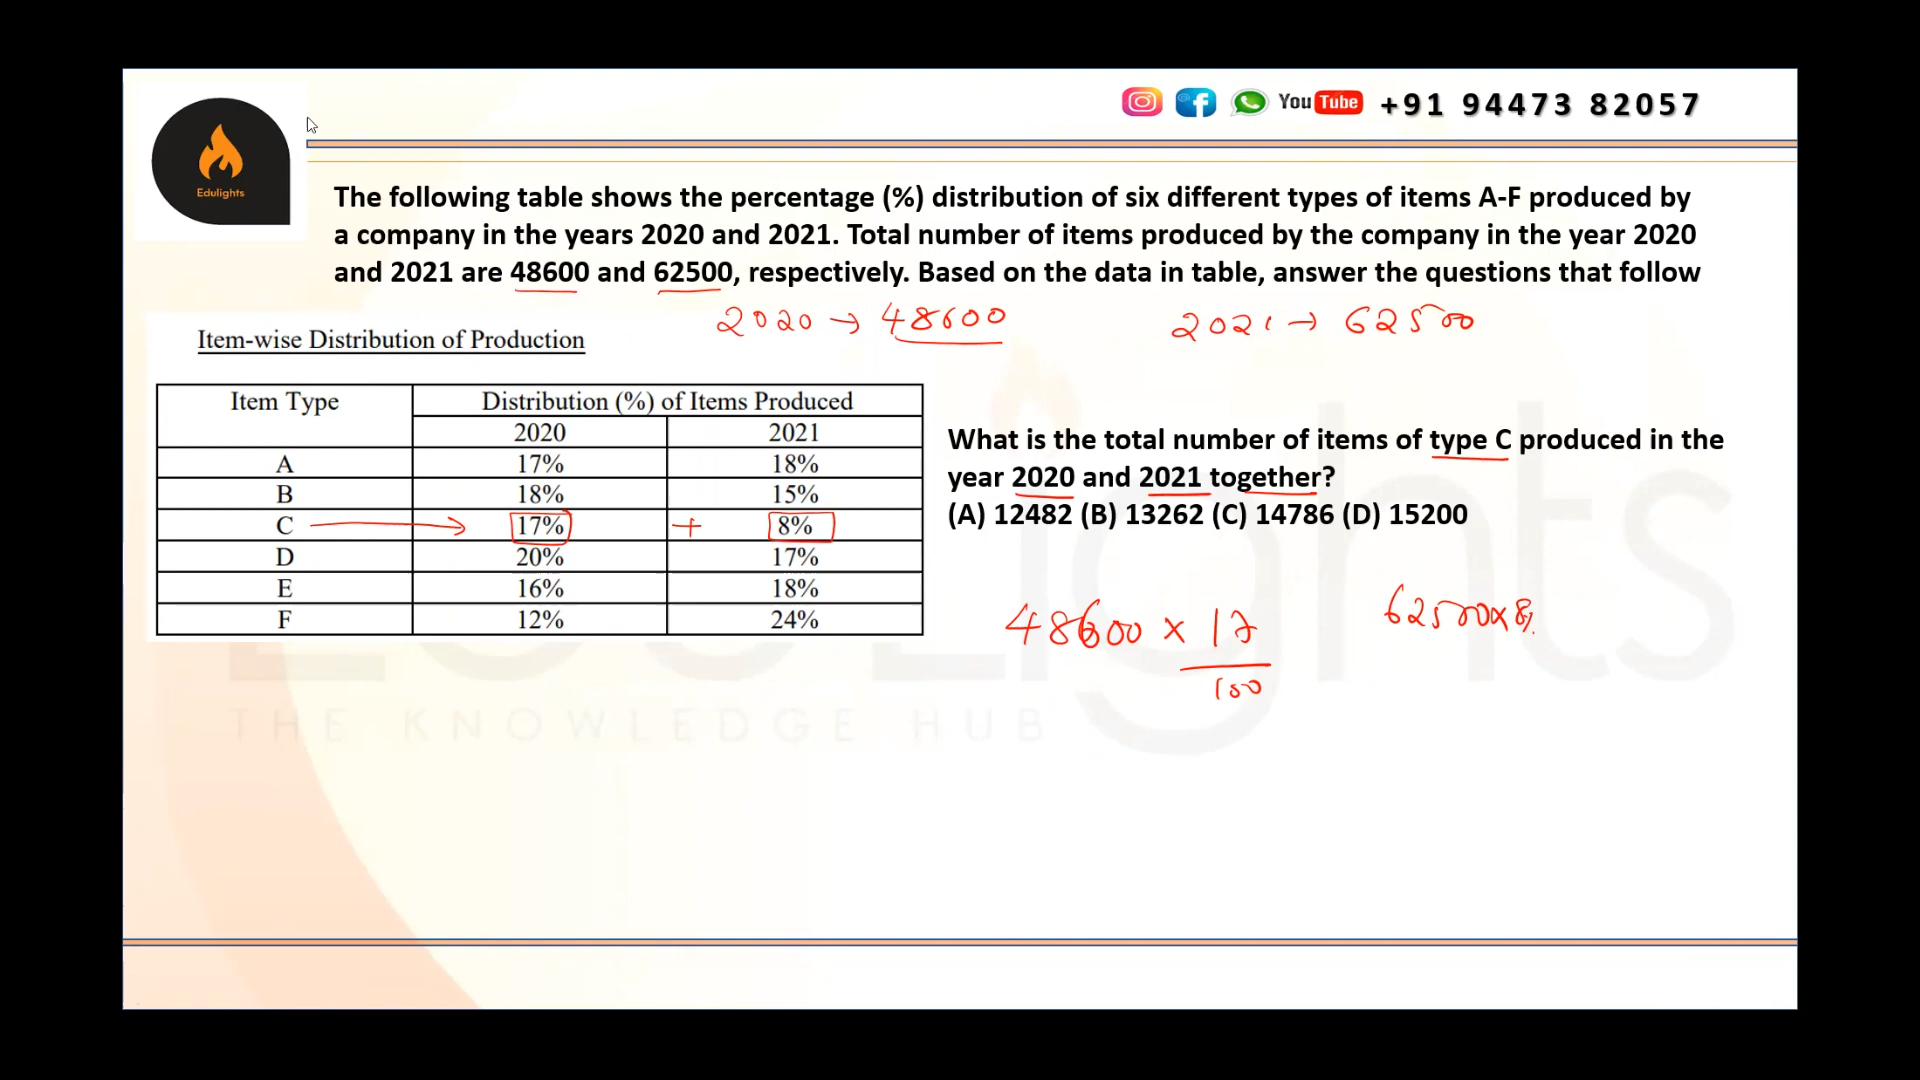 You Tube +91 94473 82057
Edulights
The following table shows the percentage (%) distribution of six different types of items A-F produced by
a company in the years 2020 and 2021. Total number of items produced by the company in the year 2020
and 2021 are 48600 and 62500, respectively. Based on the data in table, answer the questions that follow
2020 → 48600 2021 → 62500
Item-wise Distribution of Production
Item Type Distribution (%) of Items Produced
2020 2021
A 17% 18%
B 18% 15%
C → 17% + 8%
D 20% 17%
E 16% 18%
F 12% 24%
What is the total number of items of type C produced in the
year 2020 and 2021 together?
(A) 12482 (B) 13262 (C) 14786 (D) 15200
48600 × 17
100
62500×8
THE KNOWLEDGE HUB